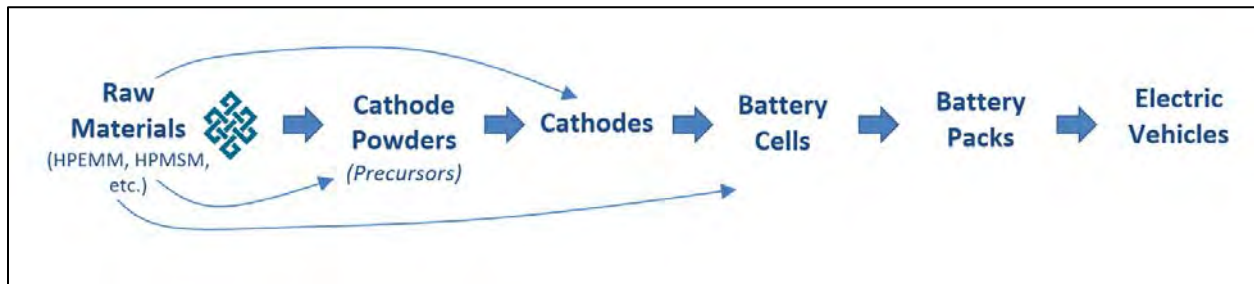 Raw
Materials
(HPEMM, HPMSM,
etc.)
Cathode
Powders
(Precursors)
Cathodes
Battery
Cells
Battery
Packs
Electric
Vehicles